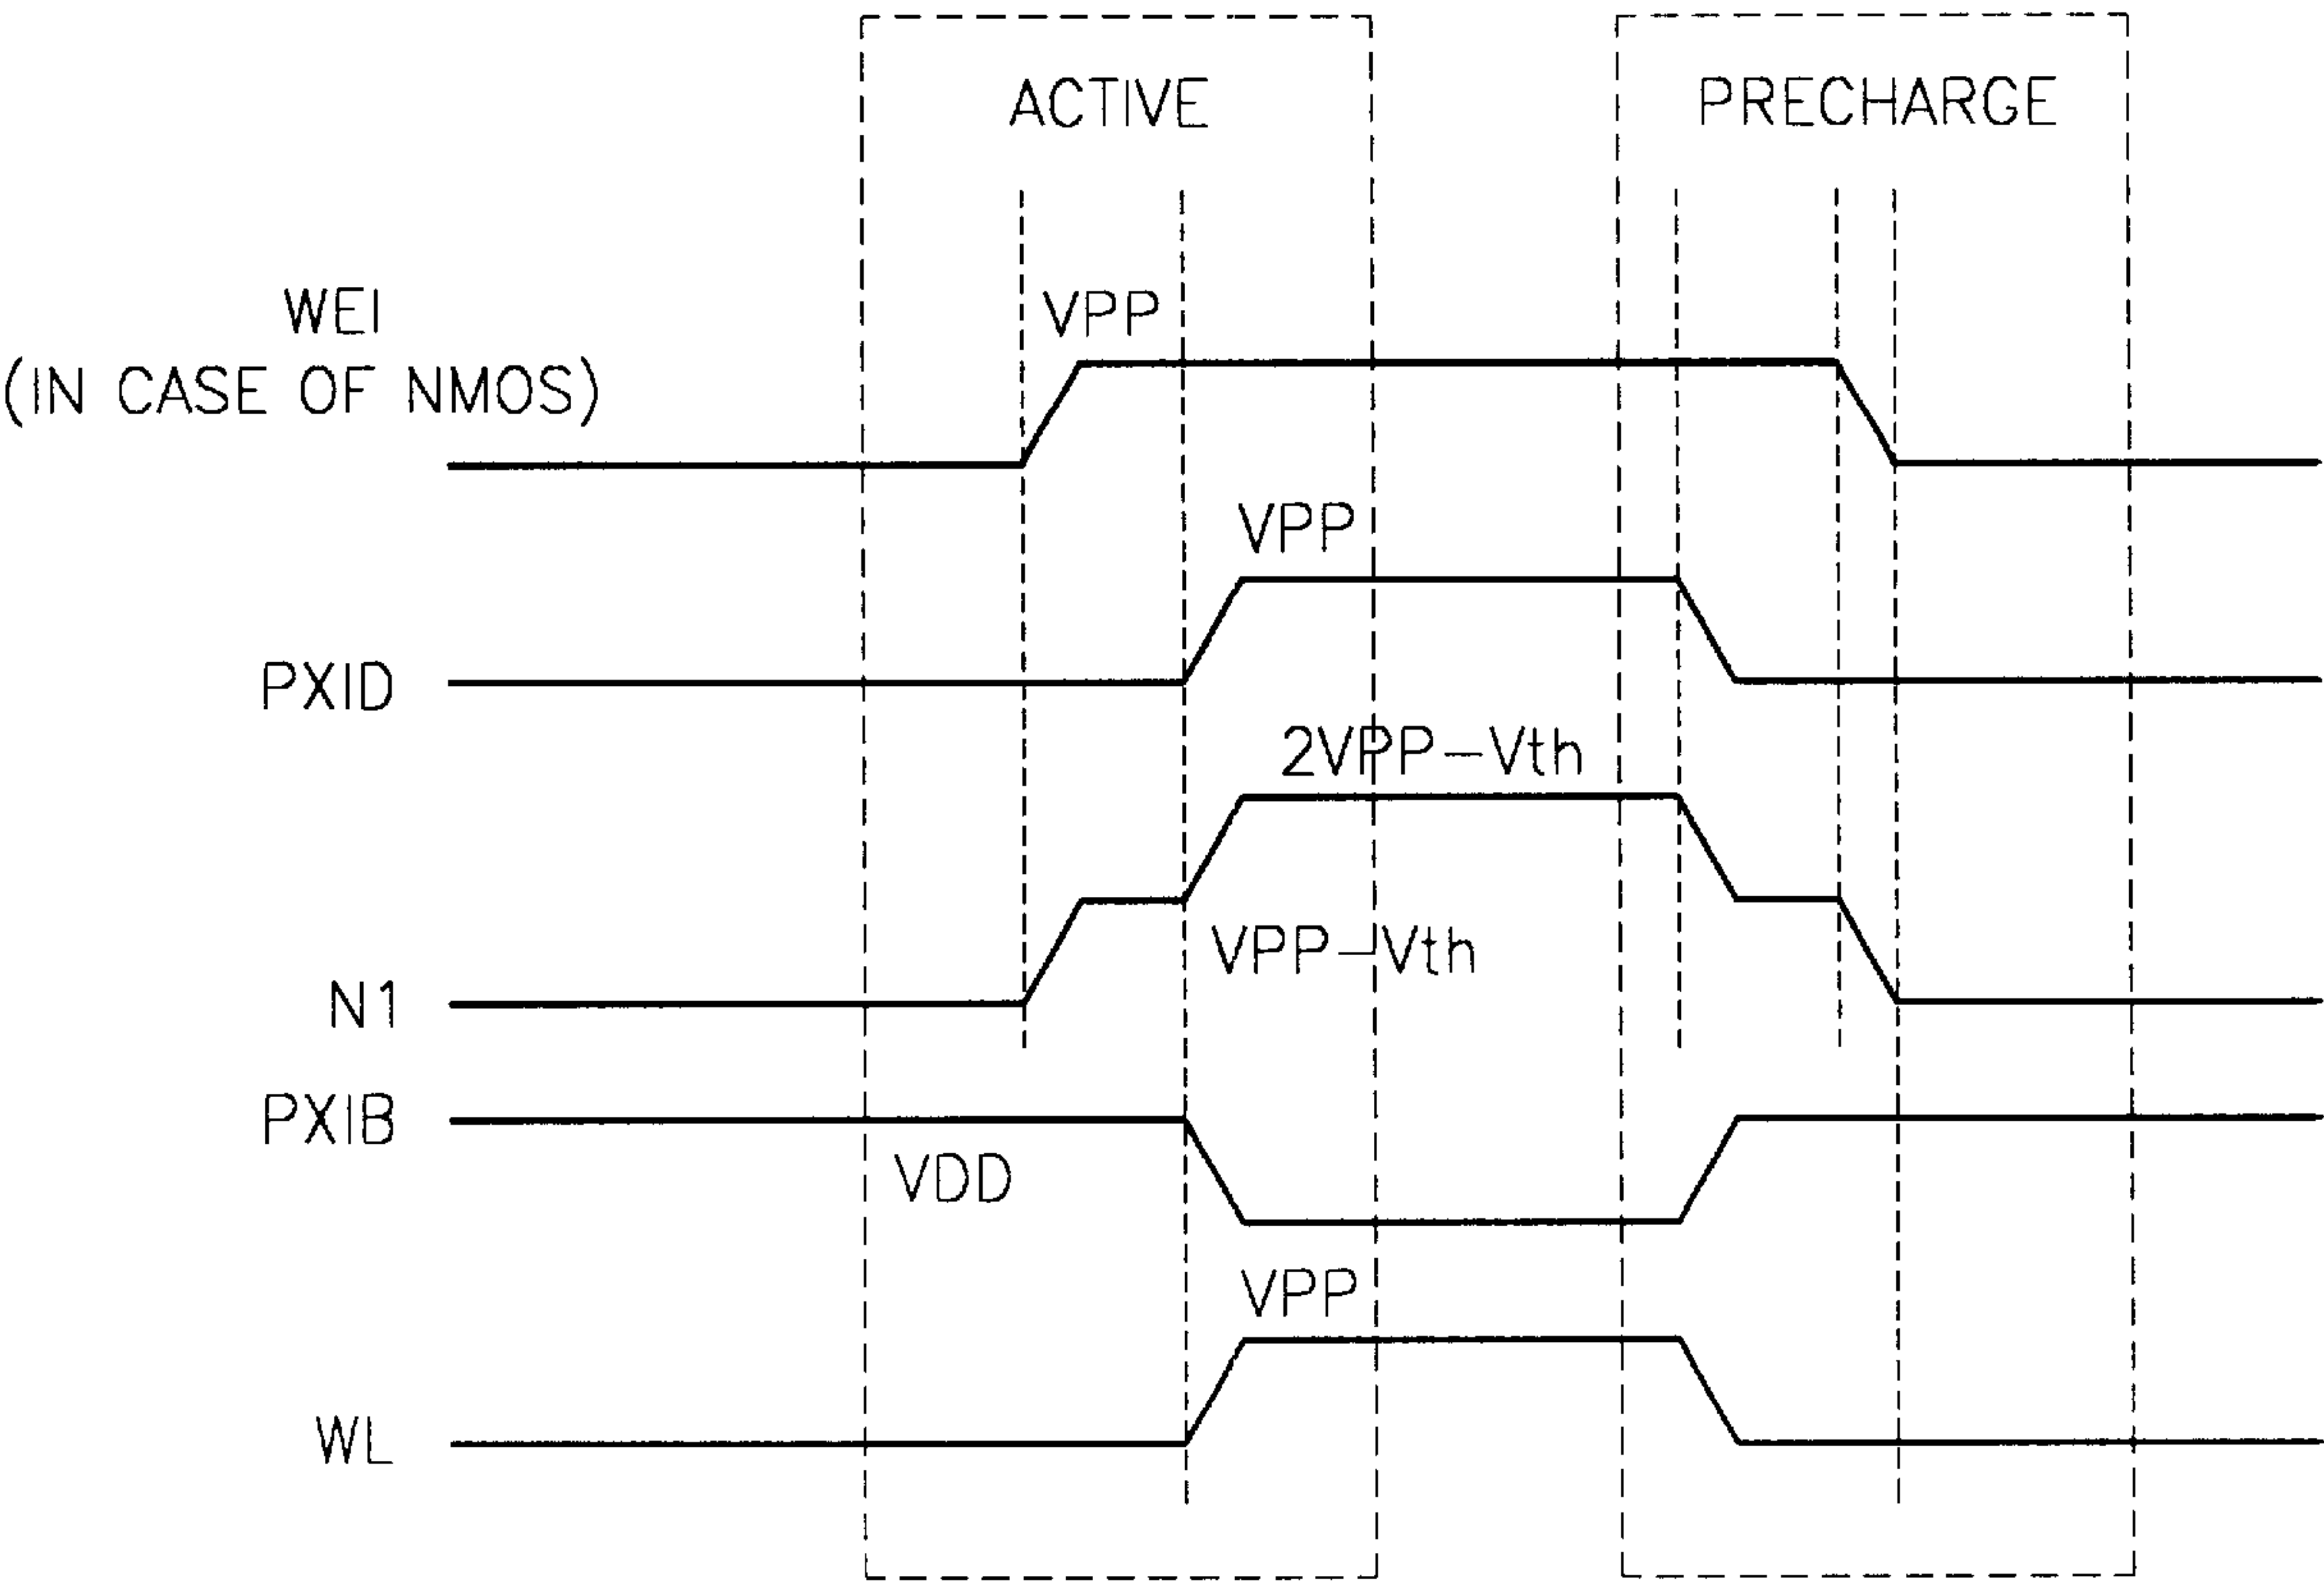 ACTIVE
PRECHARGE
WEI
(IN CASE OF NMOS)
VPP
VPP
PXID
2VPP-Vth
VPP-Vth
N1
PXIB
VDD
VPP
WL